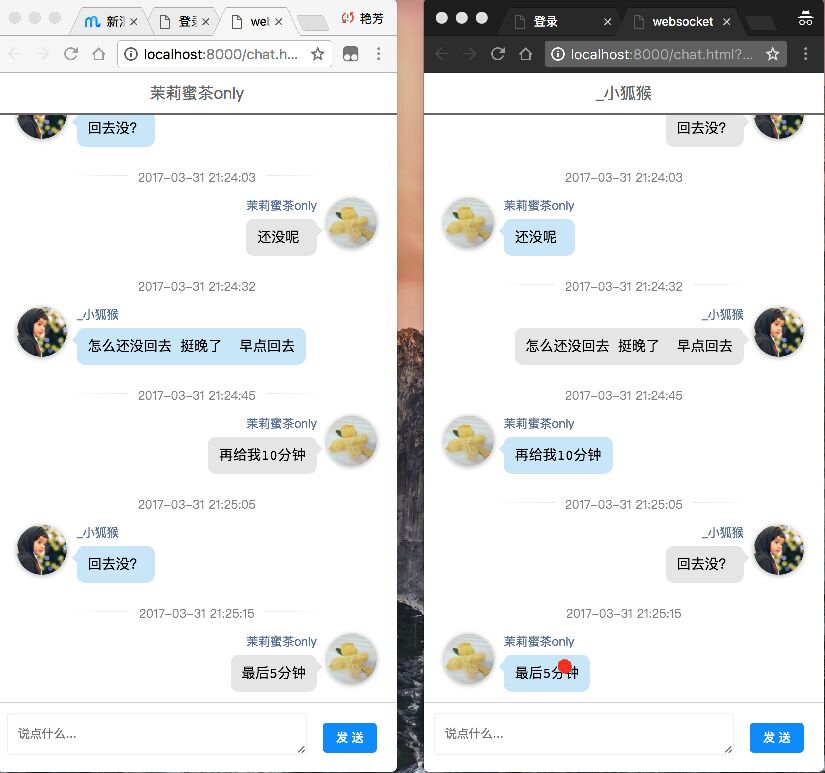 登录
we
艳芳
localhost:8000/chat.h...
茉莉蜜茶only
回去没?
2017-03-31 21:24:03
茉莉蜜茶only
还没呢
2017-03-31 21:24:32
_小狐猴
怎么还没回去 挺晚了 早点回去
2017-03-31 21:24:45
茉莉蜜茶only
再给我10分钟
2017-03-31 21:25:05
_小狐猴
回去没?
2017-03-31 21:25:15
茉莉蜜茶only
最后5分钟
说点什么...
发 送
登录
websocket
localhost:8000/chat.html?...
_小狐猴
回去没?
2017-03-31 21:24:03
茉莉蜜茶only
还没呢
2017-03-31 21:24:32
_小狐猴
怎么还没回去 挺晚了 早点回去
2017-03-31 21:24:45
茉莉蜜茶only
再给我10分钟
2017-03-31 21:25:05
_小狐猴
回去没?
2017-03-31 21:25:15
茉莉蜜茶only
最后5分钟
说点什么...
发 送